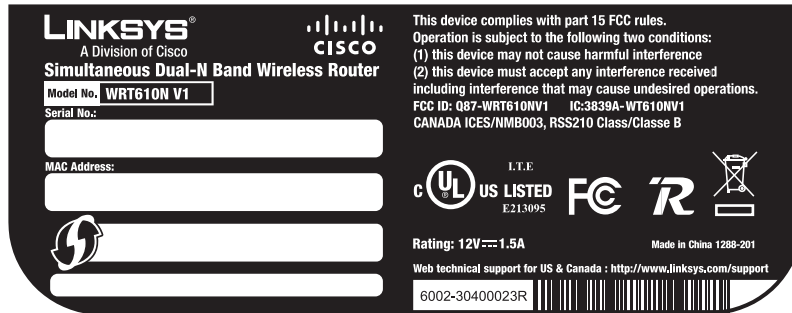 LINKSYS®
A Division of Cisco
CISCO
Simultaneous Dual-N Band Wireless Router
Model No. WRT610N V1
Serial No.:
MAC Address:
This device complies with part 15 FCC rules.
Operation is subject to the following two conditions:
(1) this device may not cause harmful interference
(2) this device must accept any interference received
including interference that may cause undesired operations.
FCC ID: Q87-WRT610NV1 IC:3839A-WT610NV1
CANADA ICES/NMB003, RSS210 Class/Classe B
I.T.E
C UL ® US LISTED
E213095
FC
Rating: 12V⎓1.5A
Made in China 1288-201
Web technical support for US & Canada : http://www.linksys.com/support
6002-30400023R